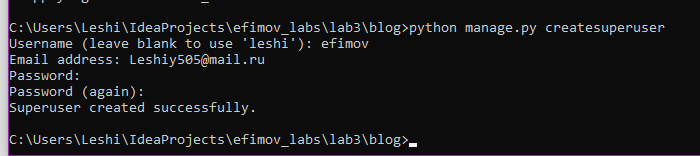 C:\Users\Leshi\IdeaProjects\efimov_labs\lab3\blog>python manage.py createsuperuser
Username (leave blank to use 'leshi'): efimov
Email address: Leshiy505@mail.ru
Password:
Password (again):
Superuser created successfully.
C:\Users\Leshi\IdeaProjects\efimov_labs\lab3\blog>